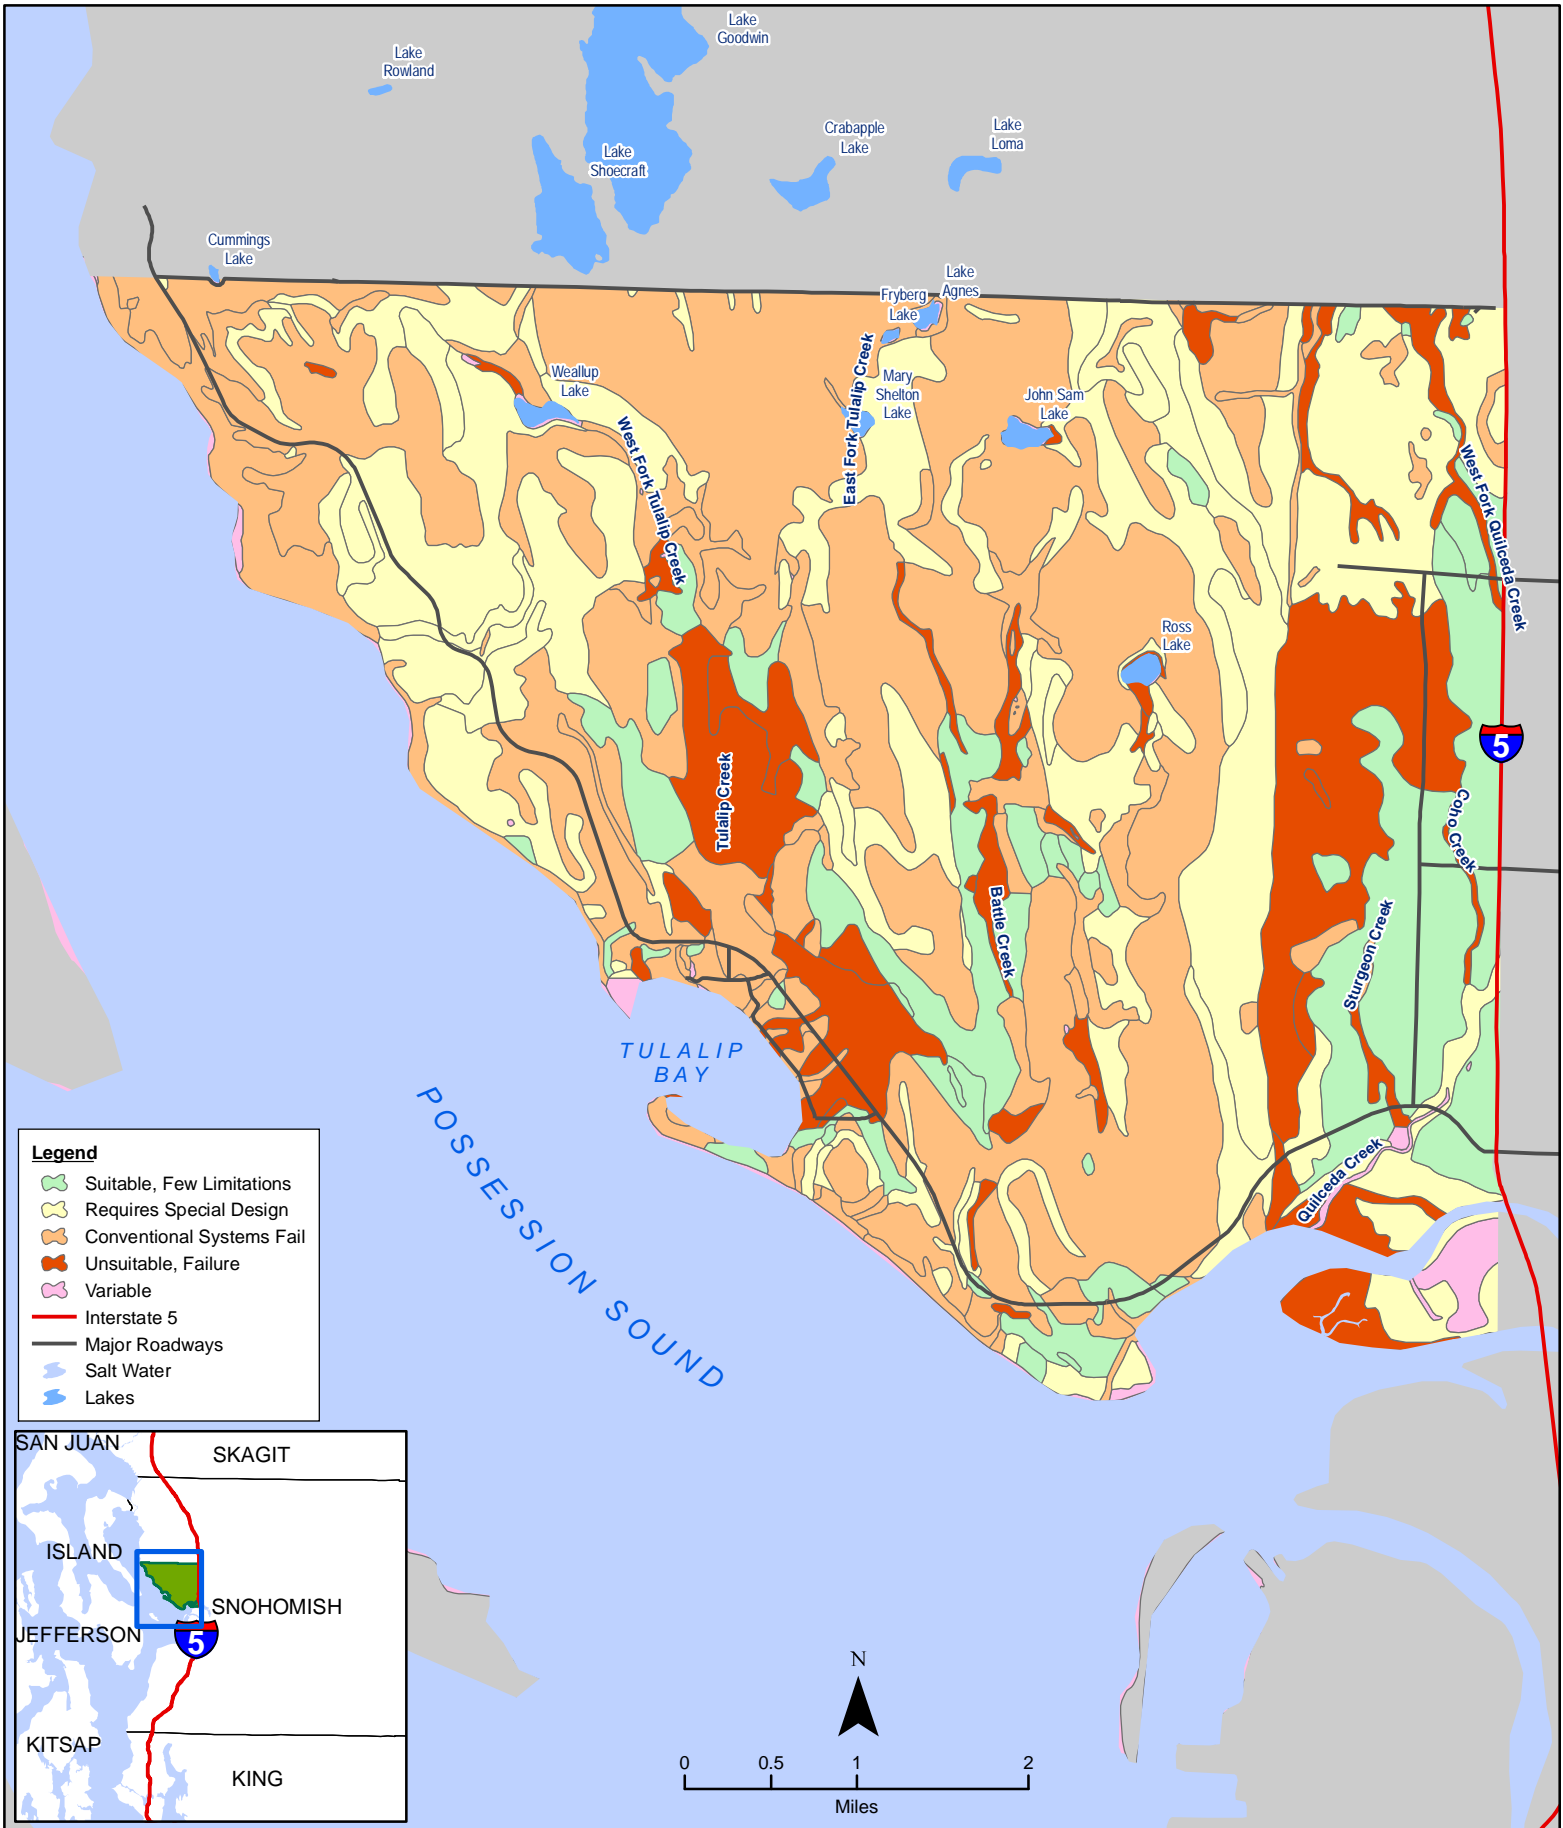 Lake
Goodwin
Lake
Rowland
Crabapple
Lake
Lake
Loma
Lake
Shoecraft
Cummings
Lake
Lake
Agnes
Fryberg
Lake
Weallup
Lake
Mary
Shelton
Lake
John Sam
Lake
East Fork Tulalip Creek
West Fork Tulalip Creek
West Fork Quilceda Creek
Ross
Lake
5
Tulalip Creek
Coho Creek
Battle Creek
Sturgeon Creek
TULALIP
BAY
POSSESSION SOUND
Quilceda Creek
Legend
Suitable, Few Limitations
Requires Special Design
Conventional Systems Fail
Unsuitable, Failure
Variable
Interstate 5
Major Roadways
Salt Water
Lakes
SAN JUAN
SKAGIT
ISLAND
SNOHOMISH
JEFFERSON
5
KITSAP
KING
N
0 0.5 1 2
Miles